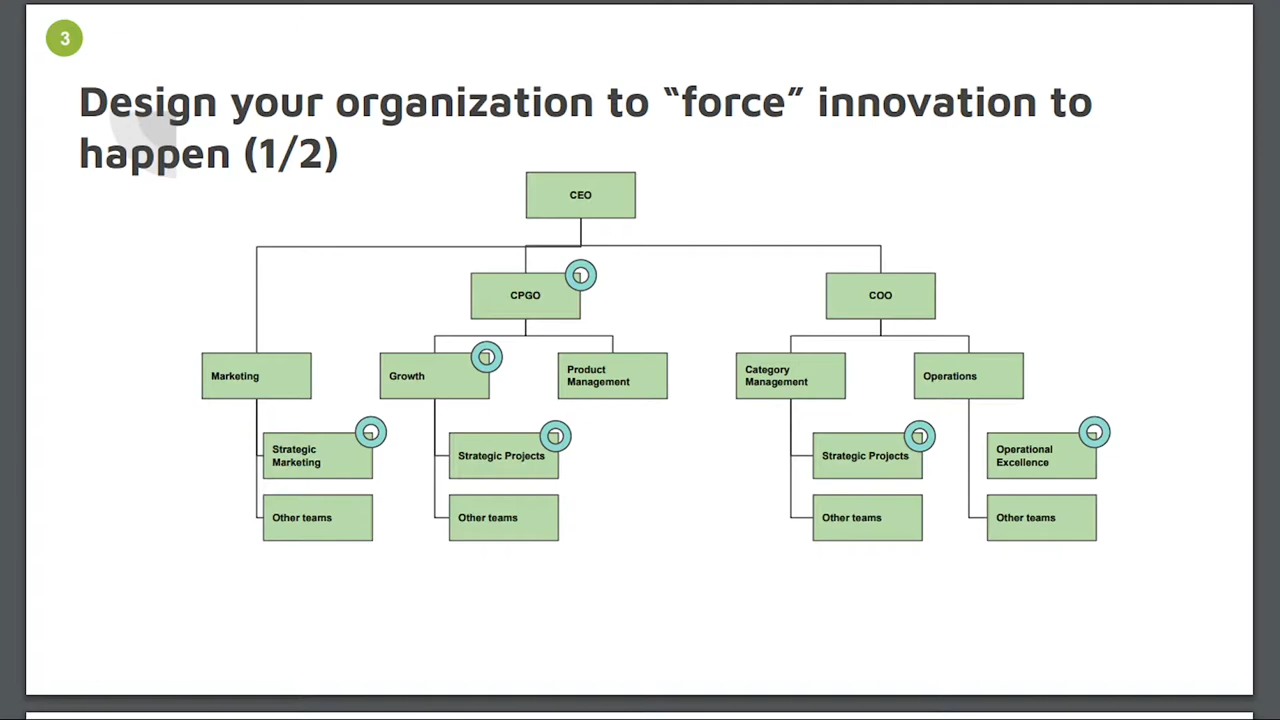 3
Design your organization to “force” innovation to
happen (1/2)
CEO
CPGO
COO
Marketing
Growth
Product
Management
Category
Management
Operations
Strategic
Marketing
Strategic Projects
Strategic Projects
Operational
Excellence
Other teams
Other teams
Other teams
Other teams